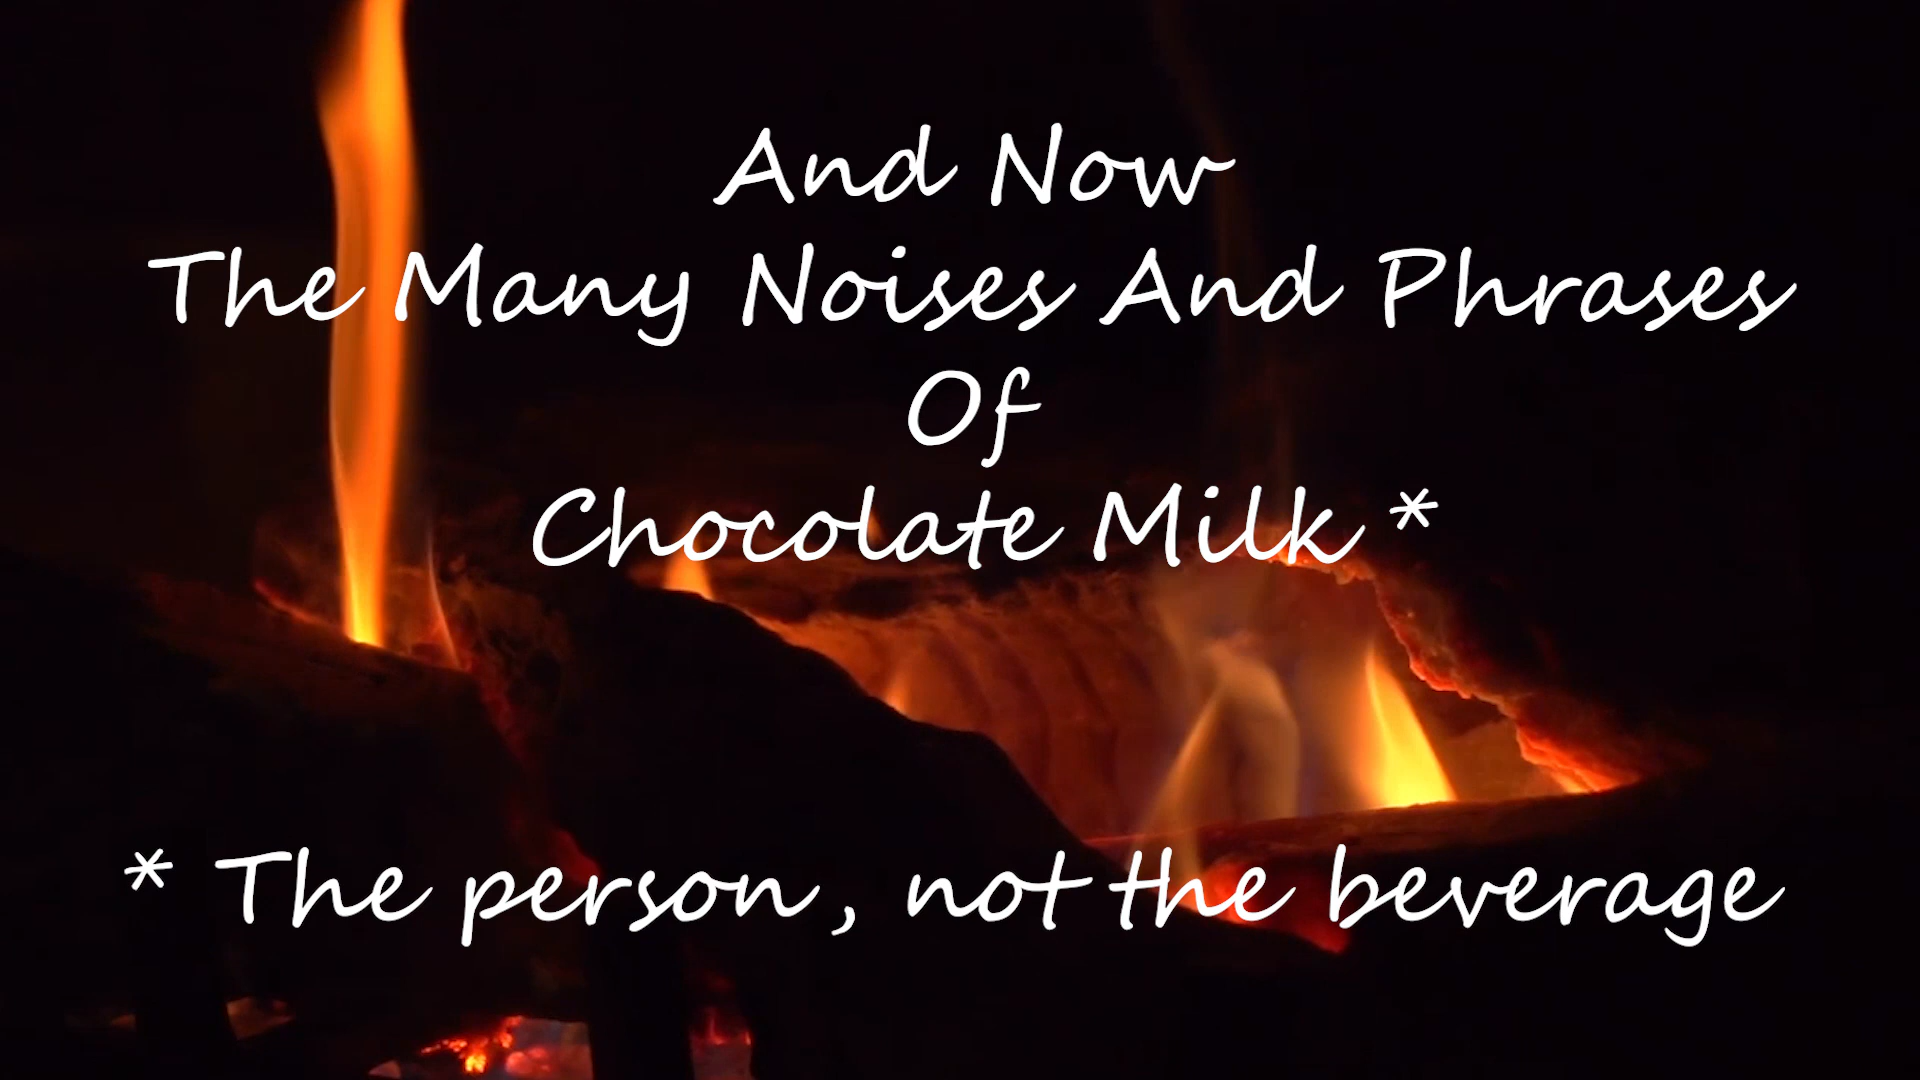 And Now
The Many Noises And Phrases
Of
Chocolate Milk *
* The person, not the beverage